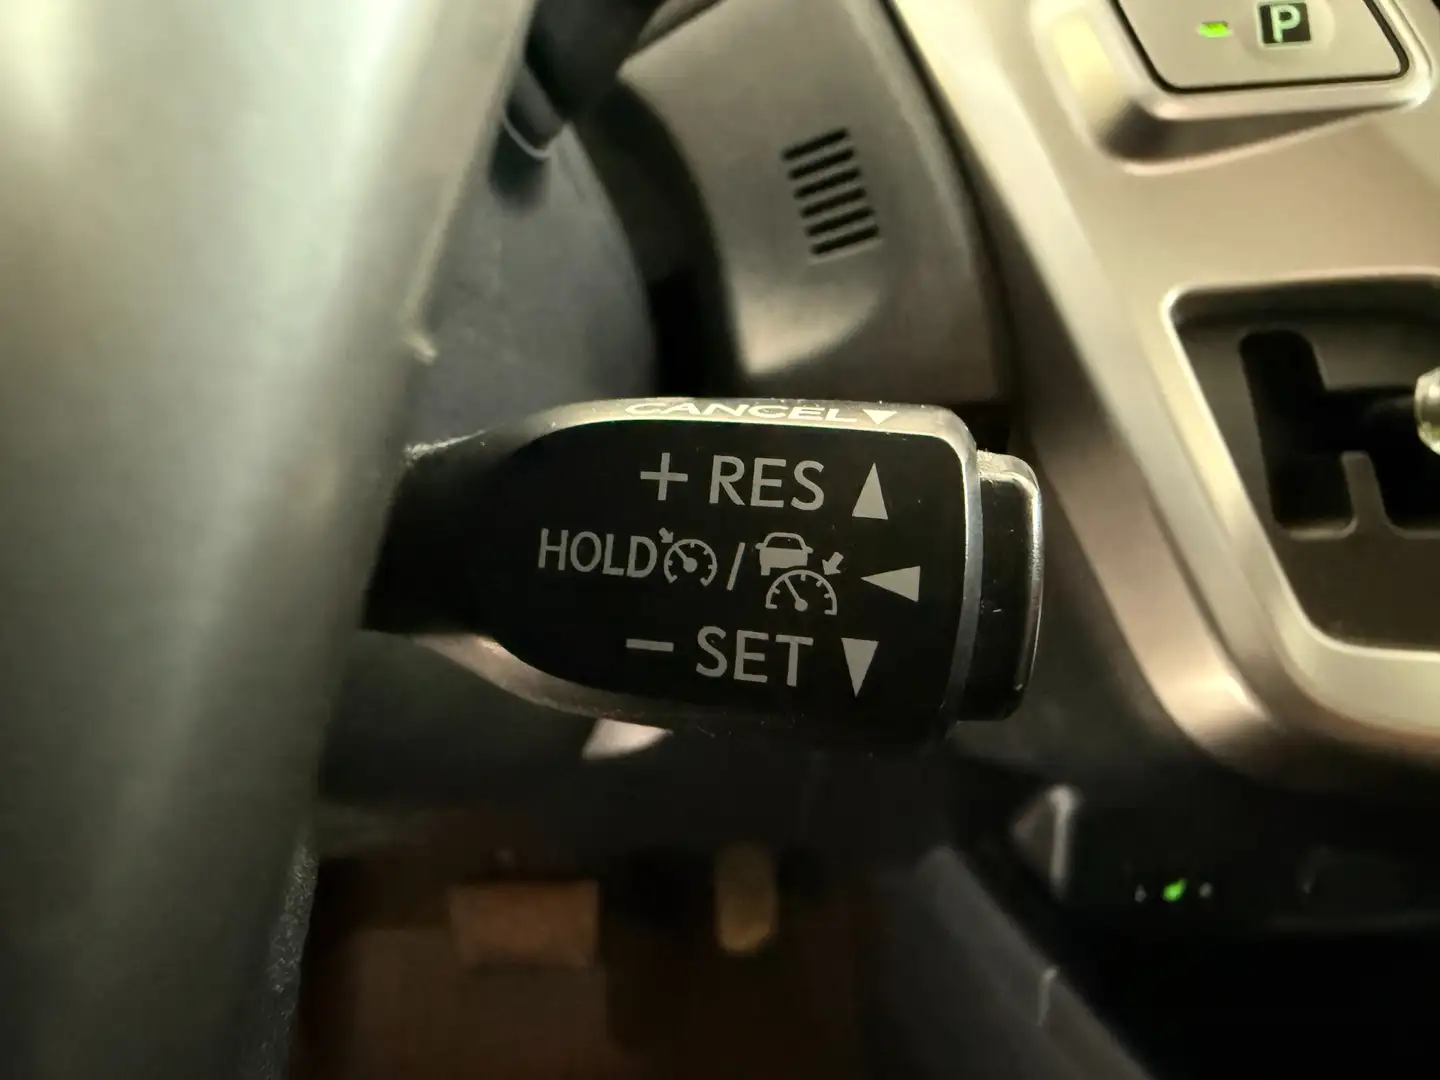 P
CANCEL▼
+ RES ▲
HOLD / ◀
− SET ▼